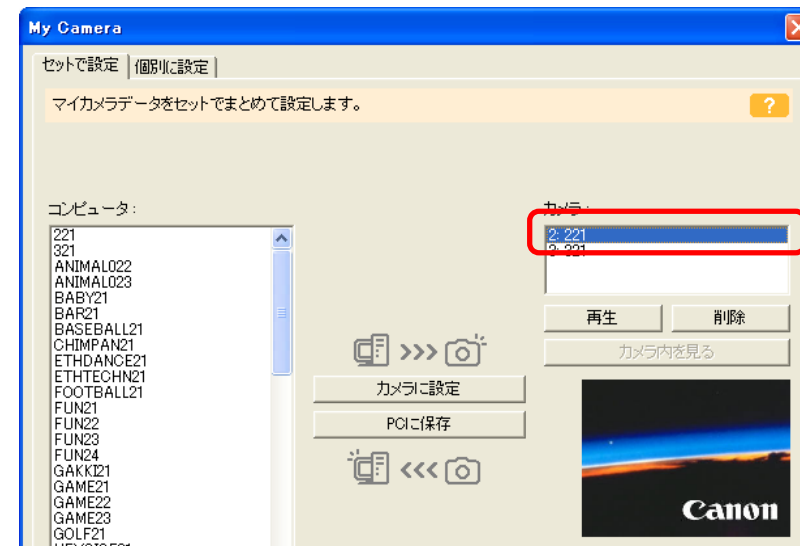 My Camera
セットで設定
個別に設定
マイカメラデータをセットでまとめて設定します。
?
コンピュータ:
221
321
ANIMAL022
ANIMAL023
BABY21
BAR21
BASEBALL21
CHIMPAN21
ETHDANCE21
ETHTECHN21
FOOTBALL21
FUN21
FUN22
FUN23
FUN24
GAKKI21
GAME21
GAME22
GAME23
GOLF21
>>>
カメラに設定
PCに保存
<<<
カメラ:
2: 221
3: 321
再生
削除
カメラ内を見る
Canon